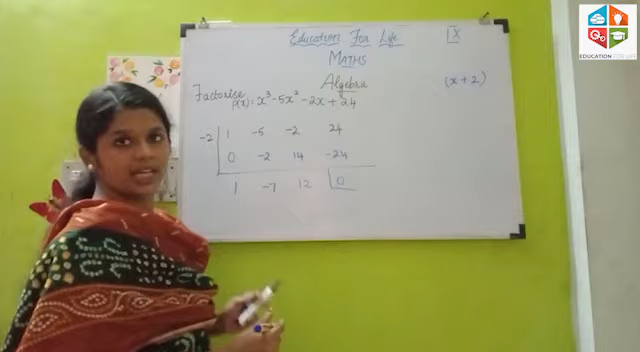 Education For Life
IX
MATHS
Algebra
(x + 2)
Factorise
p(x) = x³ - 5x² - 2x + 24
-2 1 -5 -2 24
0 -2 14 -24
1 -7 12 0
EDUCATION FOR LIFE